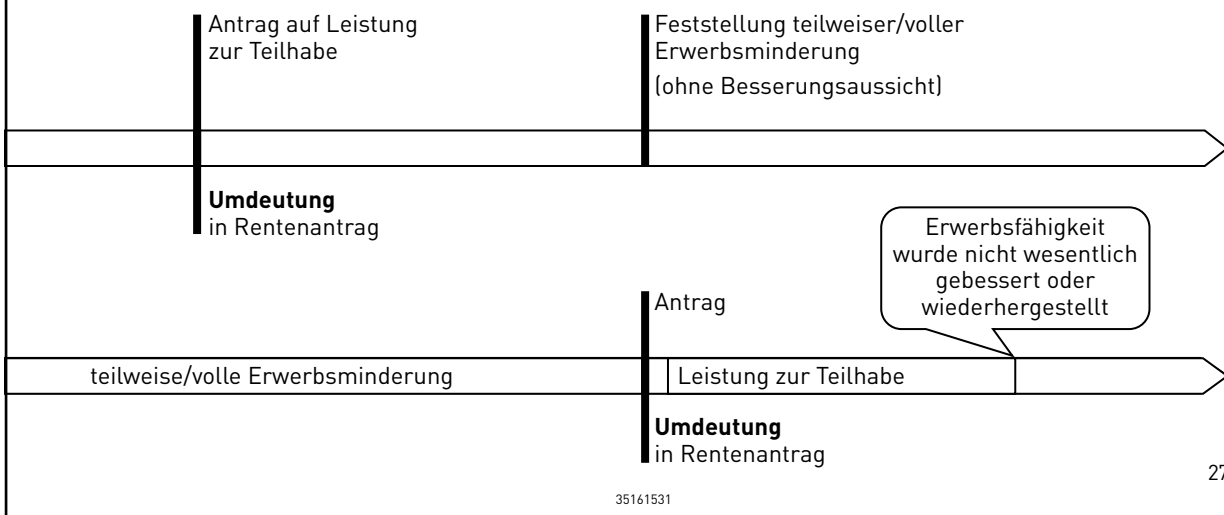 Antrag auf Leistung
zur Teilhabe
Feststellung teilweiser/voller
Erwerbsminderung
(ohne Besserungsaussicht)
Umdeutung
in Rentenantrag
Erwerbsfähigkeit
wurde nicht wesentlich
gebessert oder
wiederhergestellt
Antrag
teilweise/volle Erwerbsminderung
Leistung zur Teilhabe
Umdeutung
in Rentenantrag
27
35161531